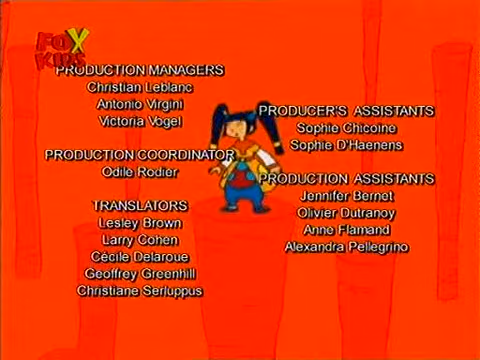 FOX
KIDS
PRODUCTION MANAGERS
Christian Leblanc
Antonio Virgini
Victoria Vogel
PRODUCTION COORDINATOR
Odile Rodier
TRANSLATORS
Lesley Brown
Larry Cohen
Cécile Delaroue
Geoffrey Greenhill
Christiane Serluppus
PRODUCER'S ASSISTANTS
Sophie Chicoine
Sophie D'Haenens
PRODUCTION ASSISTANTS
Jennifer Bernet
Olivier Dutranoy
Anne Flamand
Alexandra Pellegrino